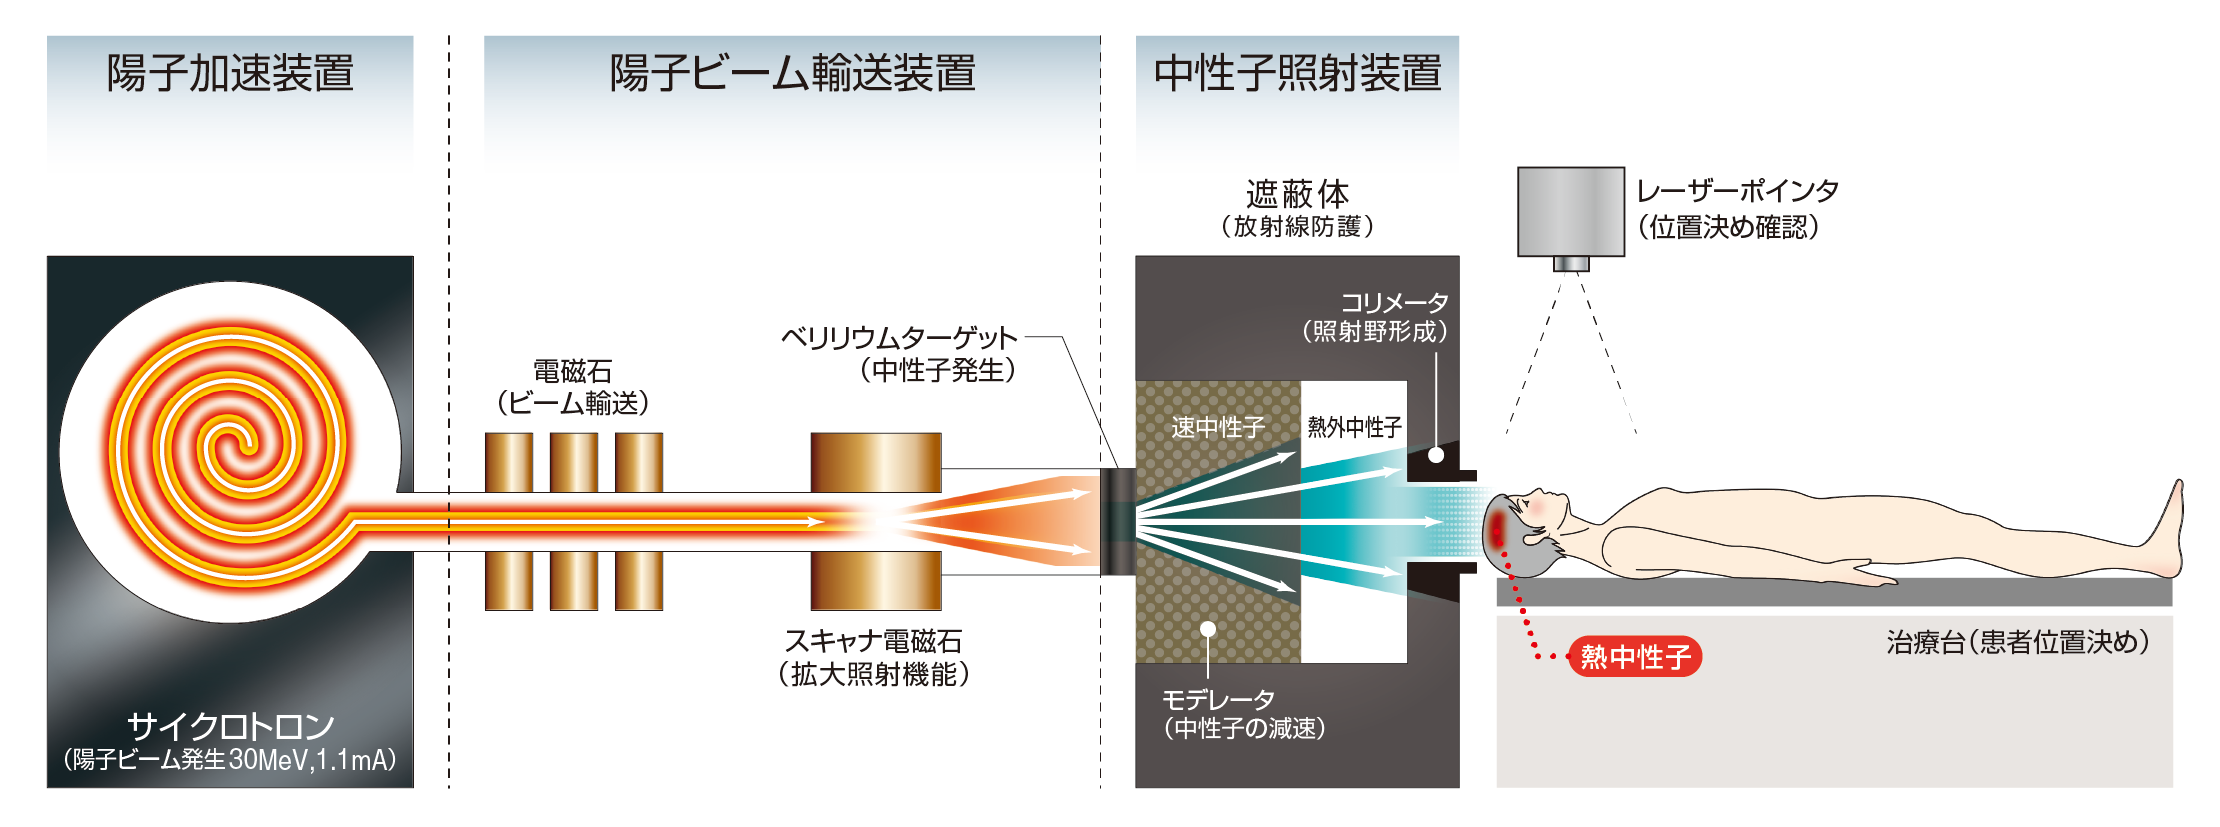 陽子加速装置
陽子ビーム輸送装置
中性子照射装置
遮蔽体
（放射線防護）
レーザーポインタ
（位置決め確認）
コリメータ
（照射野形成）
ベリリウムターゲット
（中性子発生）
電磁石
（ビーム輸送）
速中性子
熱外中性子
スキャナ電磁石
（拡大照射機能）
モデレータ
（中性子の減速）
熱中性子
治療台（患者位置決め）
サイクロトロン
（陽子ビーム発生30MeV,1.1mA）